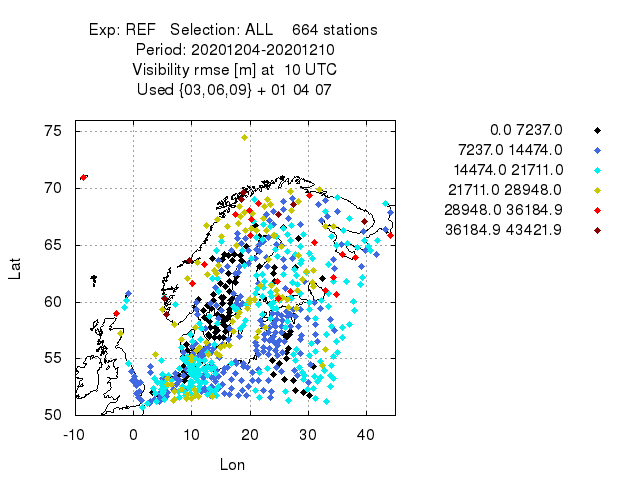 Exp: REF   Selection: ALL    664 stations
Period: 20201204-20201210
Visibility rmse [m] at  10 UTC
Used {03,06,09} + 01 04 07
0.0 7237.0
7237.0 14474.0
14474.0 21711.0
21711.0 28948.0
28948.0 36184.9
36184.9 43421.9
75
70
65
60
55
50
Lat
-10 0 10 20 30 40
Lon